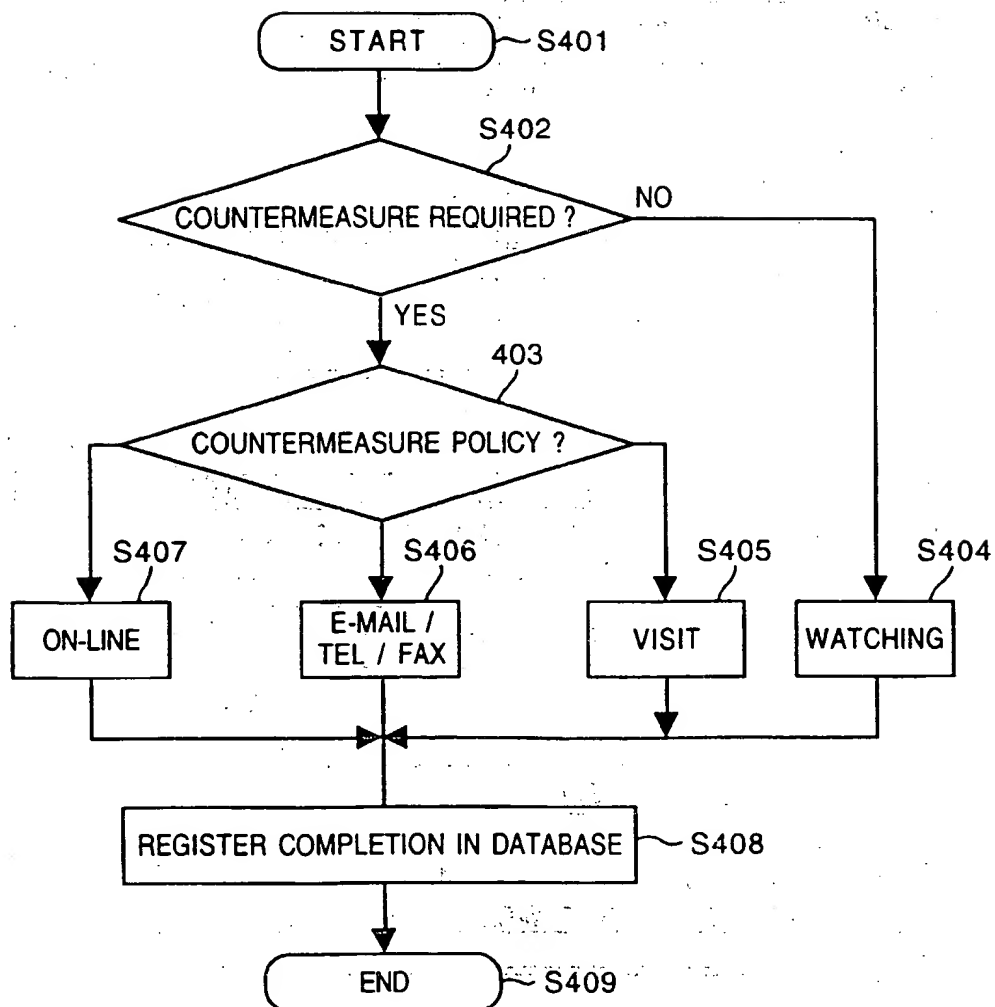 START
S401
S402
COUNTERMEASURE REQUIRED ?
NO
YES
403
COUNTERMEASURE POLICY ?
S407
S406
S405
S404
ON-LINE
E-MAIL /
TEL / FAX
VISIT
WATCHING
REGISTER COMPLETION IN DATABASE
S408
END
S409